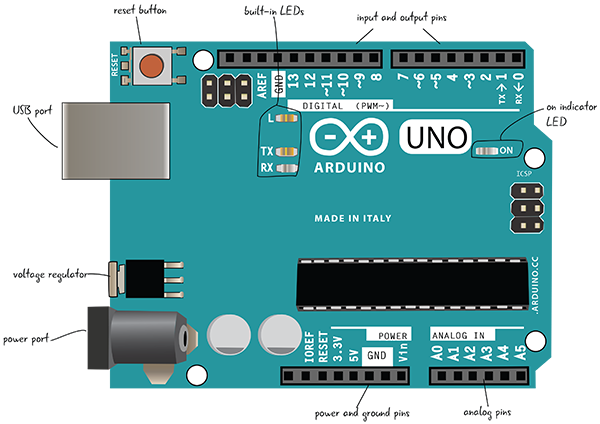 reset button
built-in LEDs
input and output pins
RESET
AREF
GND
13
12
~11
~10
~9
8
7
~6
~5
4
~3
2
TX→1
RX←0
DIGITAL (PWM~)
USB port
on indicator
LED
L
TX
RX
ARDUINO
UNO
ON
ICSP
MADE IN ITALY
voltage regulator
.ARDUINO.CC
power port
POWER
ANALOG IN
IOREF
RESET
3.3V
5V
GND
Vin
A0
A1
A2
A3
A4
A5
power and ground pins
analog pins